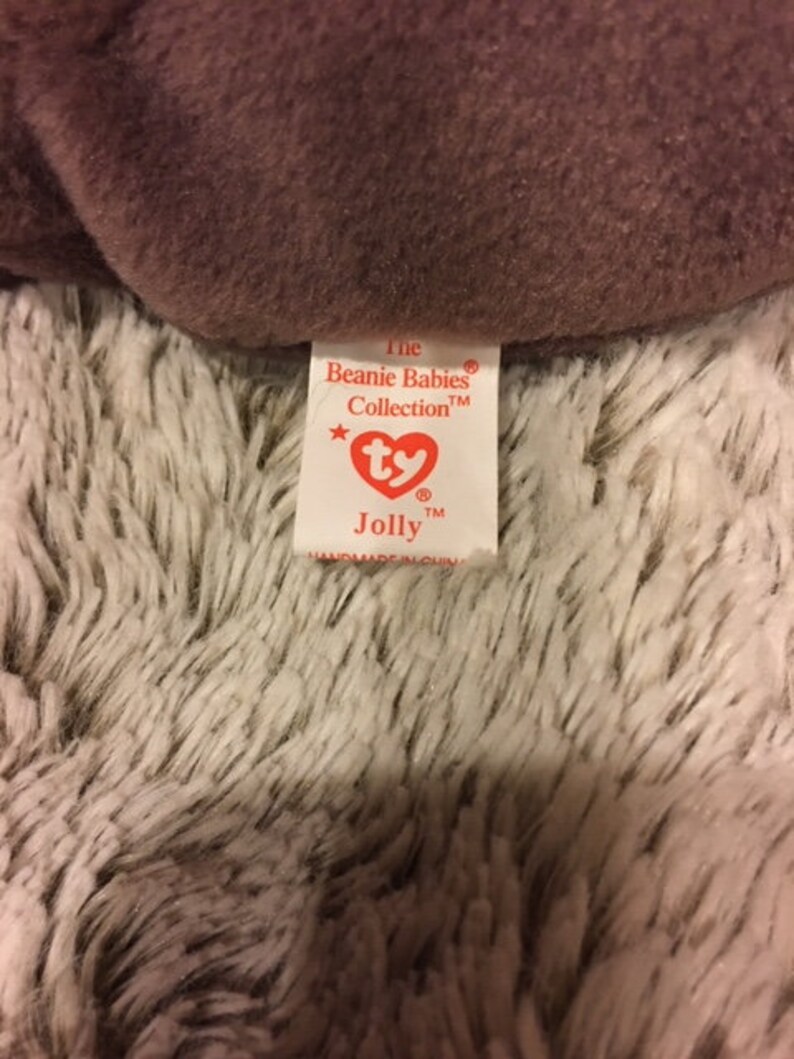 The
Beanie Babies®
Collection™
ty®
Jolly™
HANDMADE IN CHINA